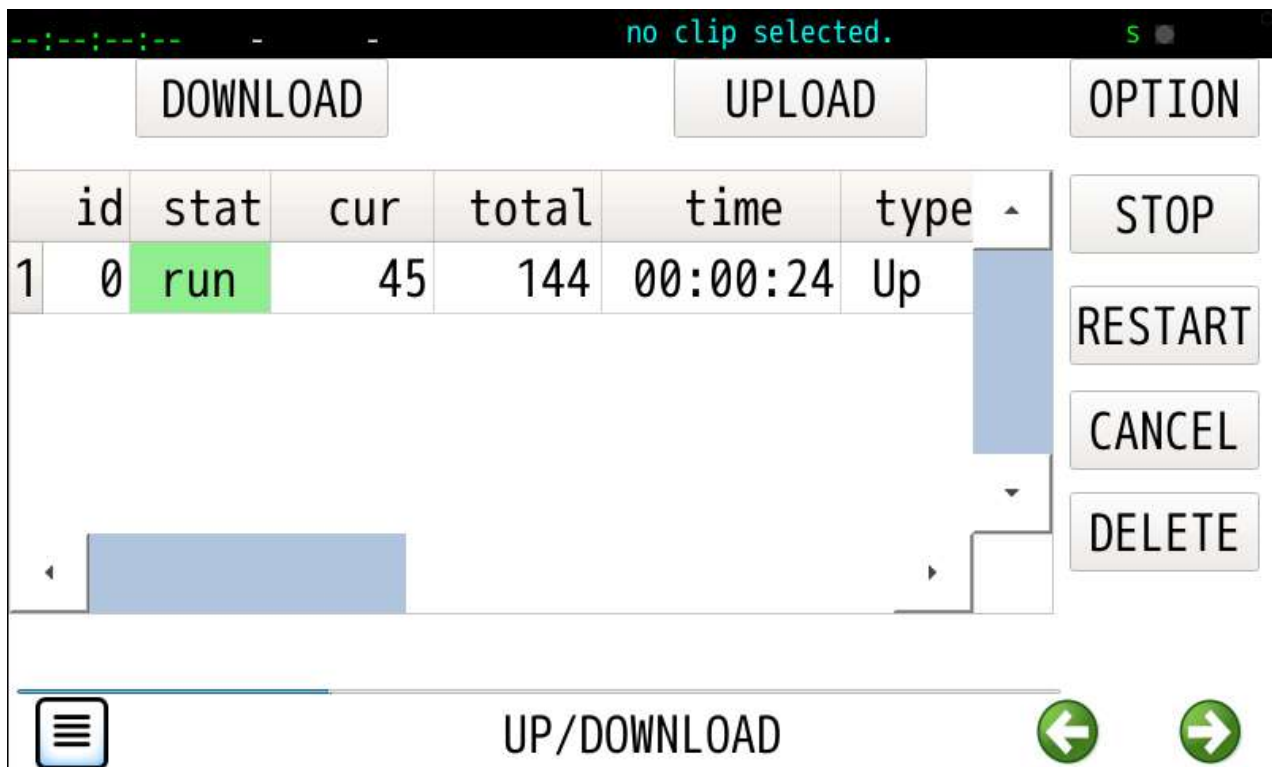 --:--:--:-- - - no clip selected. S
DOWNLOAD UPLOAD OPTION
id stat cur total time type
1 0 run 45 144 00:00:24 Up
STOP
RESTART
CANCEL
DELETE
UP/DOWNLOAD